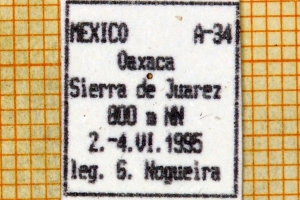 MEXICO A-34
Oaxaca
Sierra de Juarez
800 m NN
2.-4.VI.1995
leg. G. Nogueira